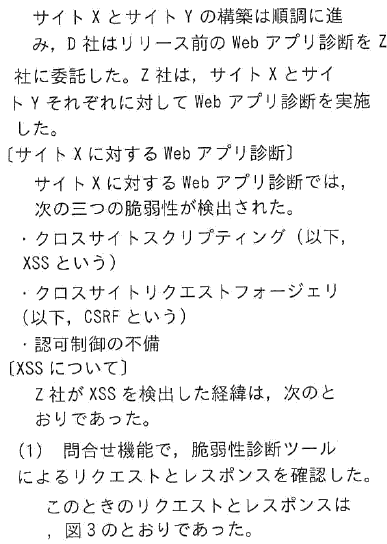 サイトXとサイトYの構築は順調に進
み，D社はリリース前のWebアプリ診断をZ
社に委託した。Z社は，サイトXとサイ
トYそれぞれに対してWebアプリ診断を実施
した。
〔サイトXに対するWebアプリ診断〕
サイトXに対するWebアプリ診断では，
次の三つの脆弱性が検出された。
・クロスサイトスクリプティング（以下，
XSSという）
・クロスサイトリクエストフォージェリ
（以下，CSRFという）
・認可制御の不備
〔XSSについて〕
Z社がXSSを検出した経緯は，次のと
おりであった。
(1) 問合せ機能で，脆弱性診断ツール
によるリクエストとレスポンスを確認した。
このときのリクエストとレスポンスは
，図3のとおりであった。